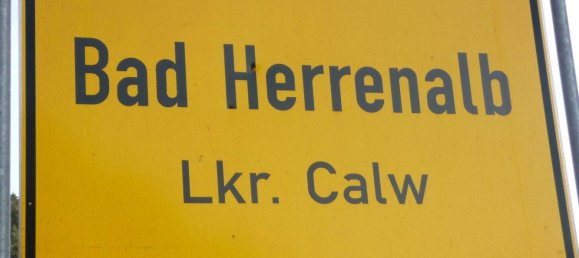 Bad Herrenalb
Lkr. Calw